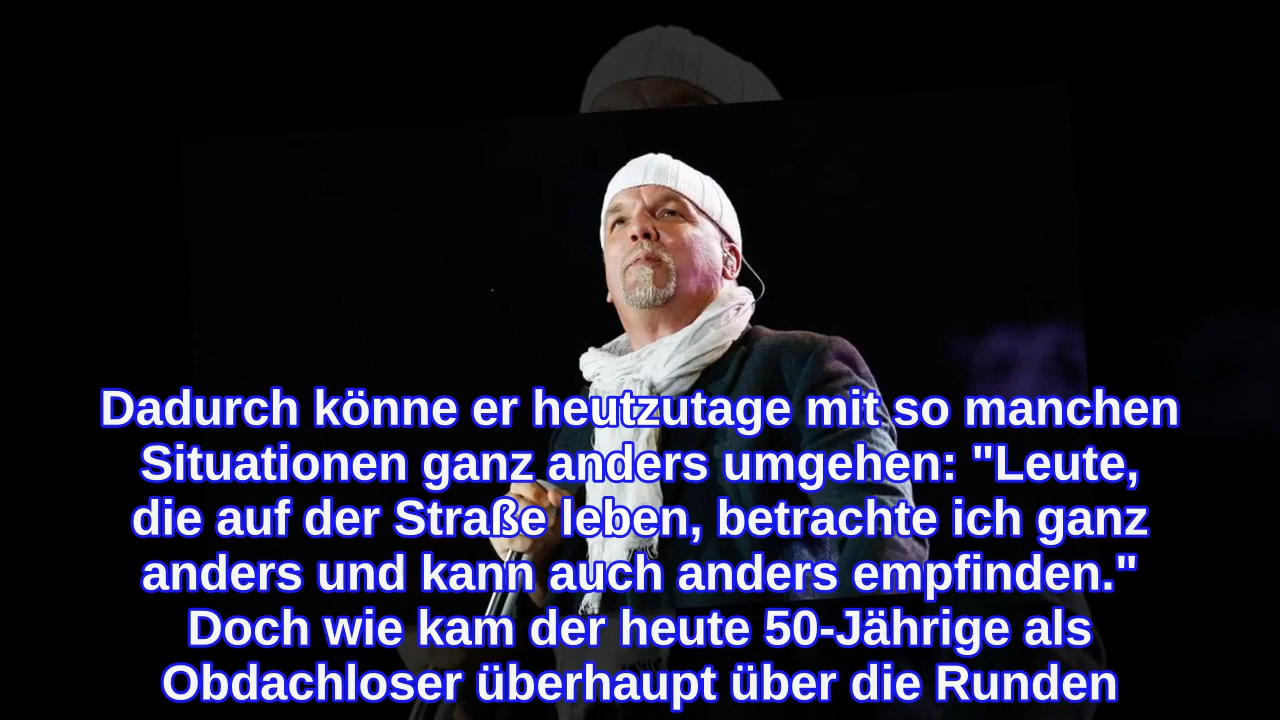 Dadurch könne er heutzutage mit so manchen
Situationen ganz anders umgehen: "Leute,
die auf der Straße leben, betrachte ich ganz
anders und kann auch anders empfinden."
Doch wie kam der heute 50-Jährige als
Obdachloser überhaupt über die Runden